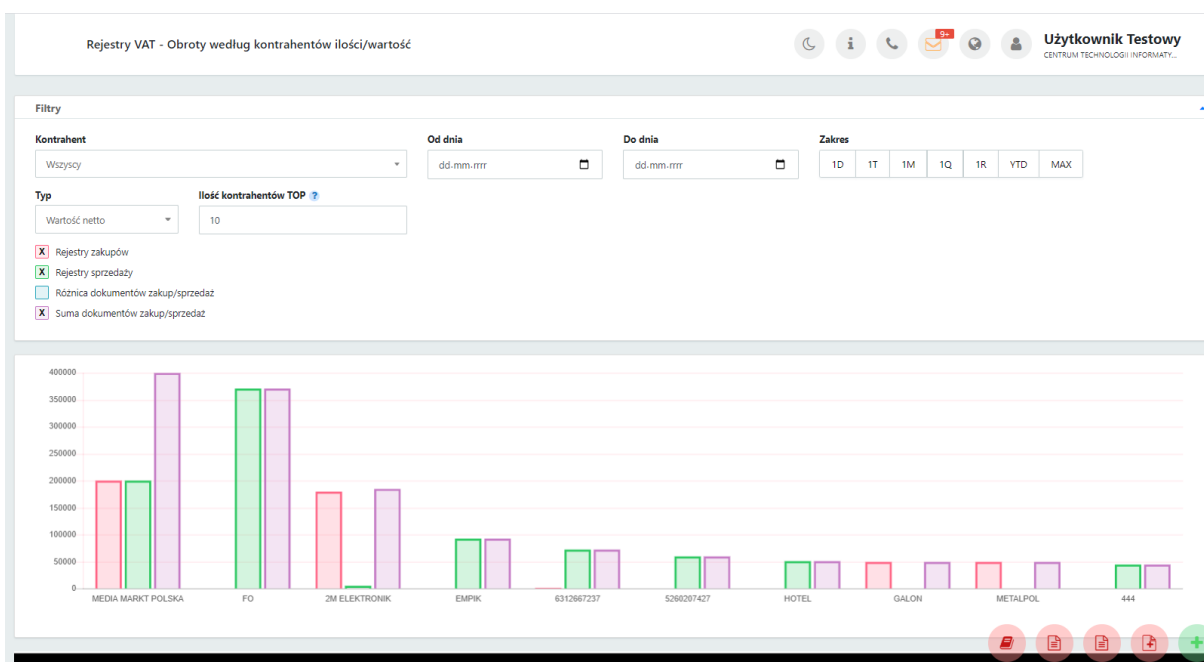 Rejestry VAT - Obroty według kontrahentów ilości/wartość
9+
Użytkownik Testowy
CENTRUM TECHNOLOGII INFORMATY...
Filtry
Kontrahent
Od dnia
Do dnia
Zakres
Wszyscy
dd-mm-rrrr
dd-mm-rrrr
1D 1T 1M 1Q 1R YTD MAX
Typ
Ilość kontrahentów TOP ?
Wartość netto
10
X Rejestry zakupów
X Rejestry sprzedaży
Różnica dokumentów zakup/sprzedaż
X Suma dokumentów zakup/sprzedaż
400000
350000
300000
250000
200000
150000
100000
50000
0
MEDIA MARKT POLSKA FO 2M ELEKTRONIK EMPIK 6312667237 5260207427 HOTEL GALON METALPOL 444